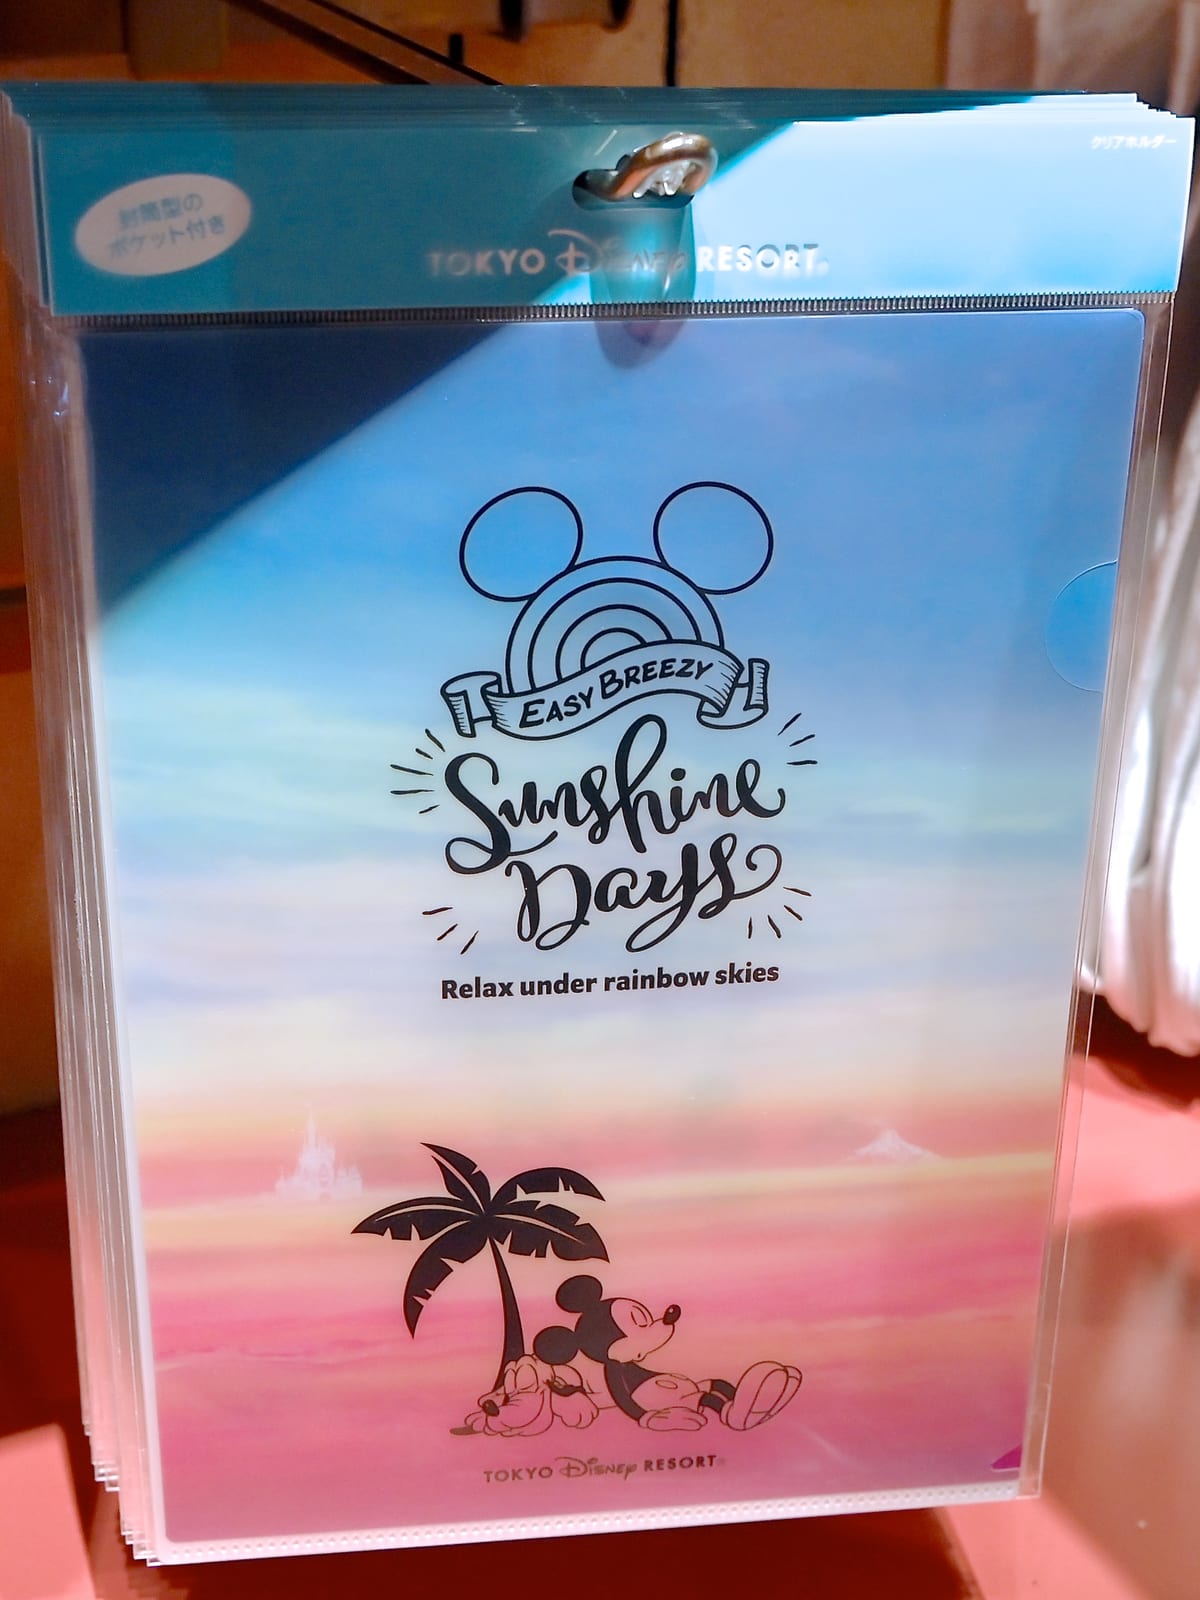 クリアホルダー
封筒型の
ポケット付き
TOKYO Disney RESORT
EASY BREEZY
Sunshine
Days
Relax under rainbow skies
TOKYO Disney RESORT